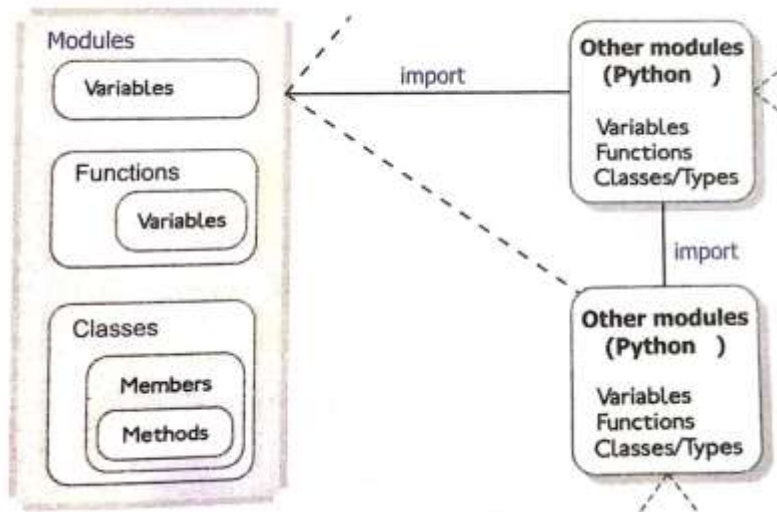 Modules
Variables
Functions
Variables
Classes
Members
Methods
import
Other modules
(Python )
Variables
Functions
Classes/Types
import
Other modules
(Python )
Variables
Functions
Classes/Types